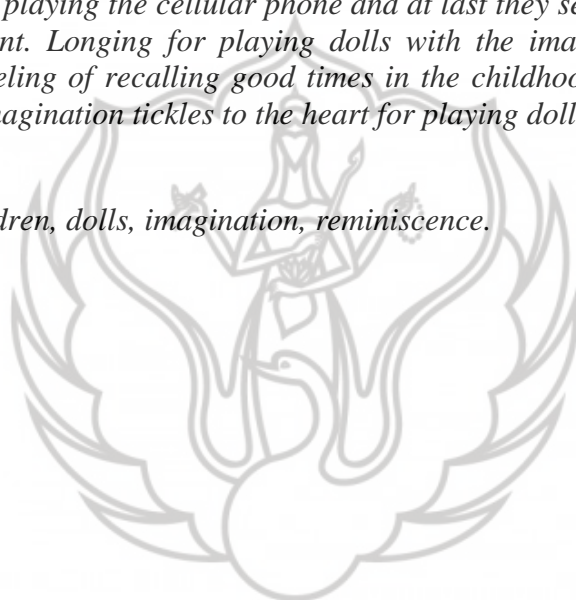 playing the cellular phone and at last they se
nt. Longing for playing dolls with the ima
eling of recalling good times in the childhoo
agination tickles to the heart for playing doll
dren, dolls, imagination, reminiscence.